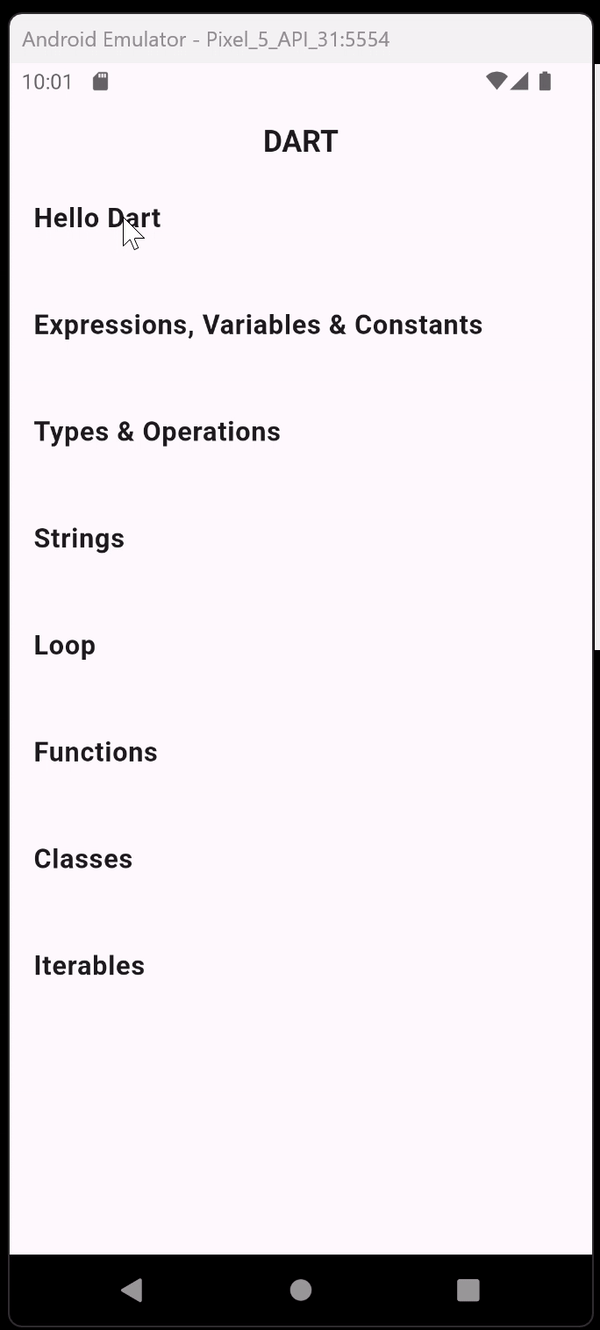 Android Emulator - Pixel_5_API_31:5554
10:01
DART
Hello Dart
Expressions, Variables & Constants
Types & Operations
Strings
Loop
Functions
Classes
Iterables